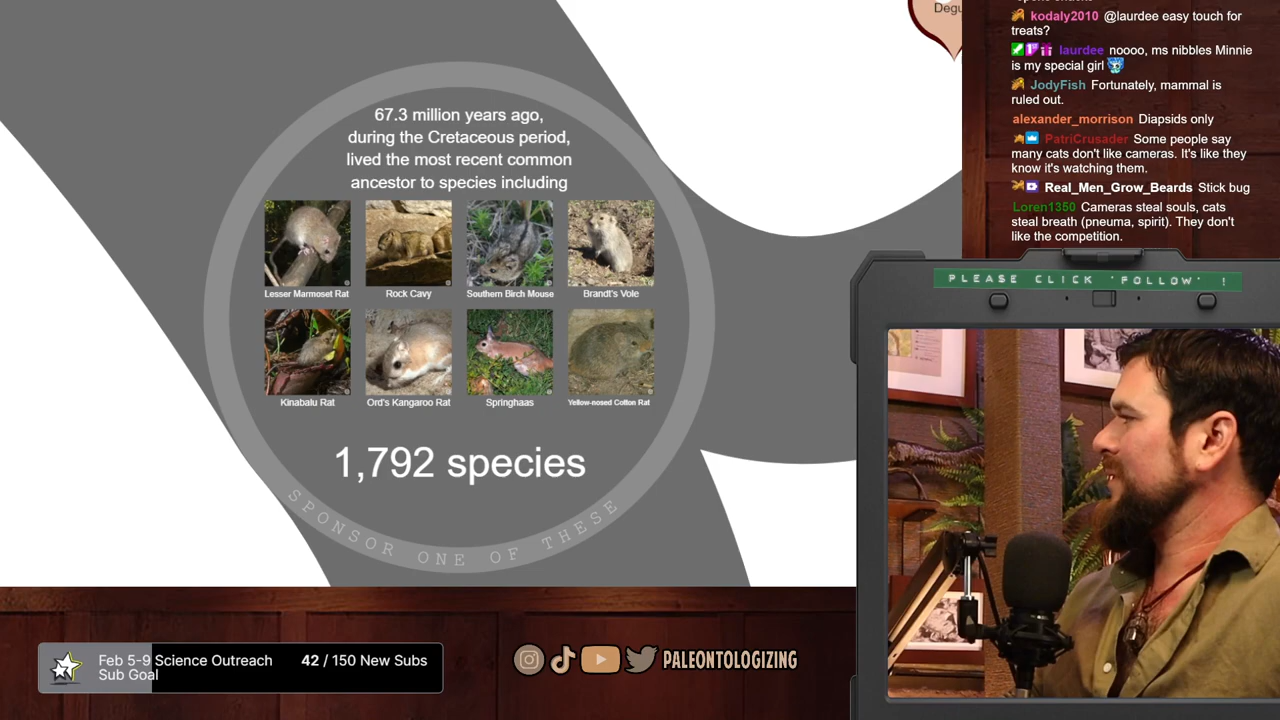 Degu
67.3 million years ago,
during the Cretaceous period,
lived the most recent common
ancestor to species including
Lesser Marmoset Rat
Rock Cavy
Southern Birch Mouse
Brandt's Vole
Kinabalu Rat
Ord's Kangaroo Rat
Springhaas
Yellow-nosed Cotton Rat
1,792 species
SPONSOR ONE OF THESE
kodaly2010 @laurdee easy touch for
treats?
laurdee noooo, ms nibbles Minnie
is my special girl
JodyFish Fortunately, mammal is
ruled out.
alexander_morrison Diapsids only
PatriCrusader Some people say
many cats don't like cameras. It's like they
know it's watching them.
Real_Men_Grow_Beards Stick bug
Loren1350 Cameras steal souls, cats
steal breath (pneuma, spirit). They don't
like the competition.
PLEASE CLICK 'FOLLOW' !
Feb 5-9 Science Outreach
Sub Goal
42 / 150 New Subs
PALEONTOLOGIZING